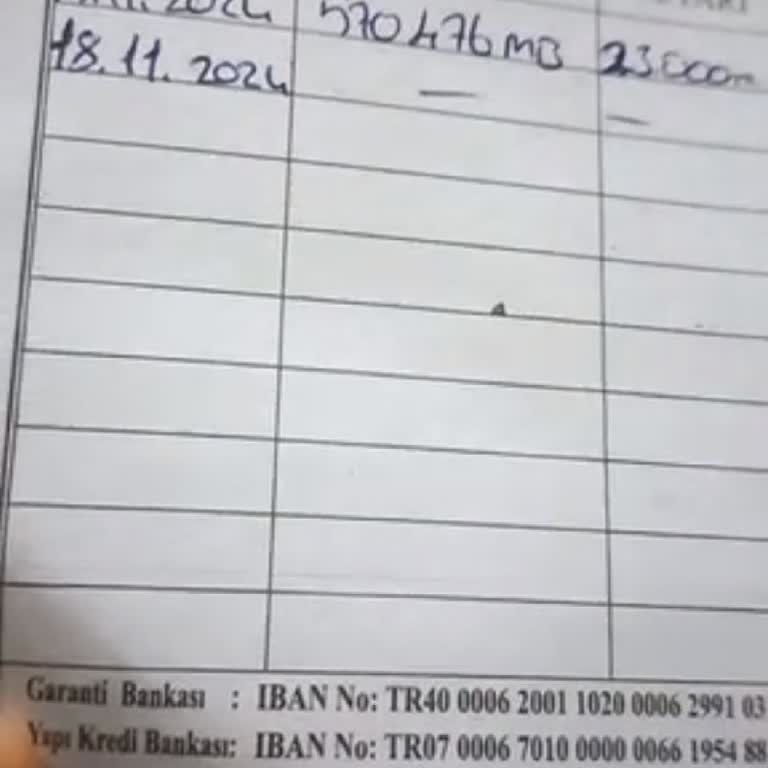 2024 570476 MB 23000
18.11.2024 — —
Garanti Bankası : IBAN No: TR40 0006 2001 1020 0006 2991 03
Yapı Kredi Bankası: IBAN No: TR07 0006 7010 0000 0066 1954 88